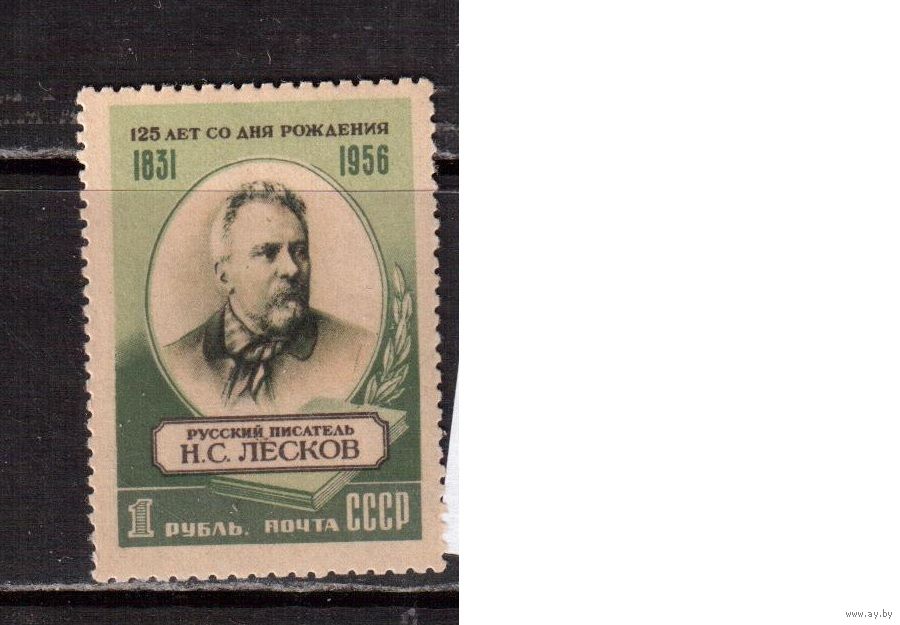 125 ЛЕТ СО ДНЯ РОЖДЕНИЯ
1831 1956
РУССКИЙ ПИСАТЕЛЬ
Н.С. ЛЕСКОВ
1 РУБЛЬ. ПОЧТА СССР
www.ay.by